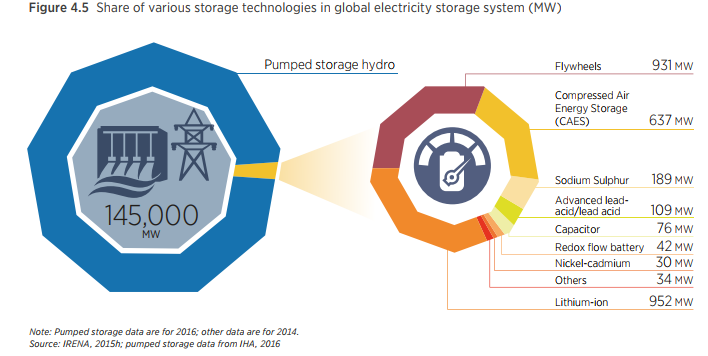 Figure 4.5 Share of various storage technologies in global electricity storage system (MW)
Pumped storage hydro
145,000
MW
Flywheels 931 MW
Compressed Air
Energy Storage
(CAES) 637 MW
Sodium Sulphur 189 MW
Advanced lead-
acid/lead acid 109 MW
Capacitor 76 MW
Redox flow battery 42 MW
Nickel-cadmium 30 MW
Others 34 MW
Lithium-ion 952 MW
Note: Pumped storage data are for 2016; other data are for 2014.
Source: IRENA, 2015h; pumped storage data from IHA, 2016